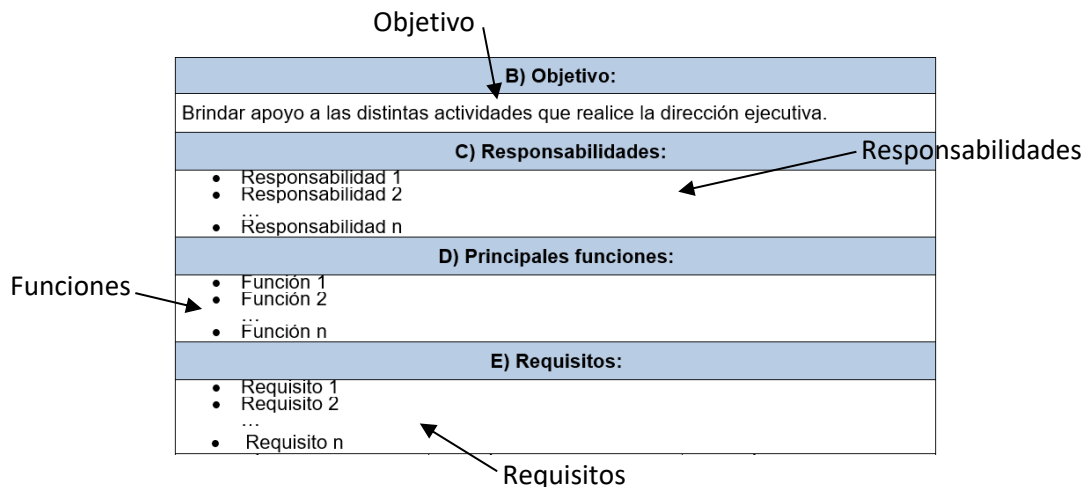 Objetivo
B) Objetivo:
Brindar apoyo a las distintas actividades que realice la dirección ejecutiva.
C) Responsabilidades:
Responsabilidades
• Responsabilidad 1
• Responsabilidad 2
…
• Responsabilidad n
D) Principales funciones:
Funciones
• Función 1
• Función 2
…
• Función n
E) Requisitos:
• Requisito 1
• Requisito 2
…
• Requisito n
Requisitos